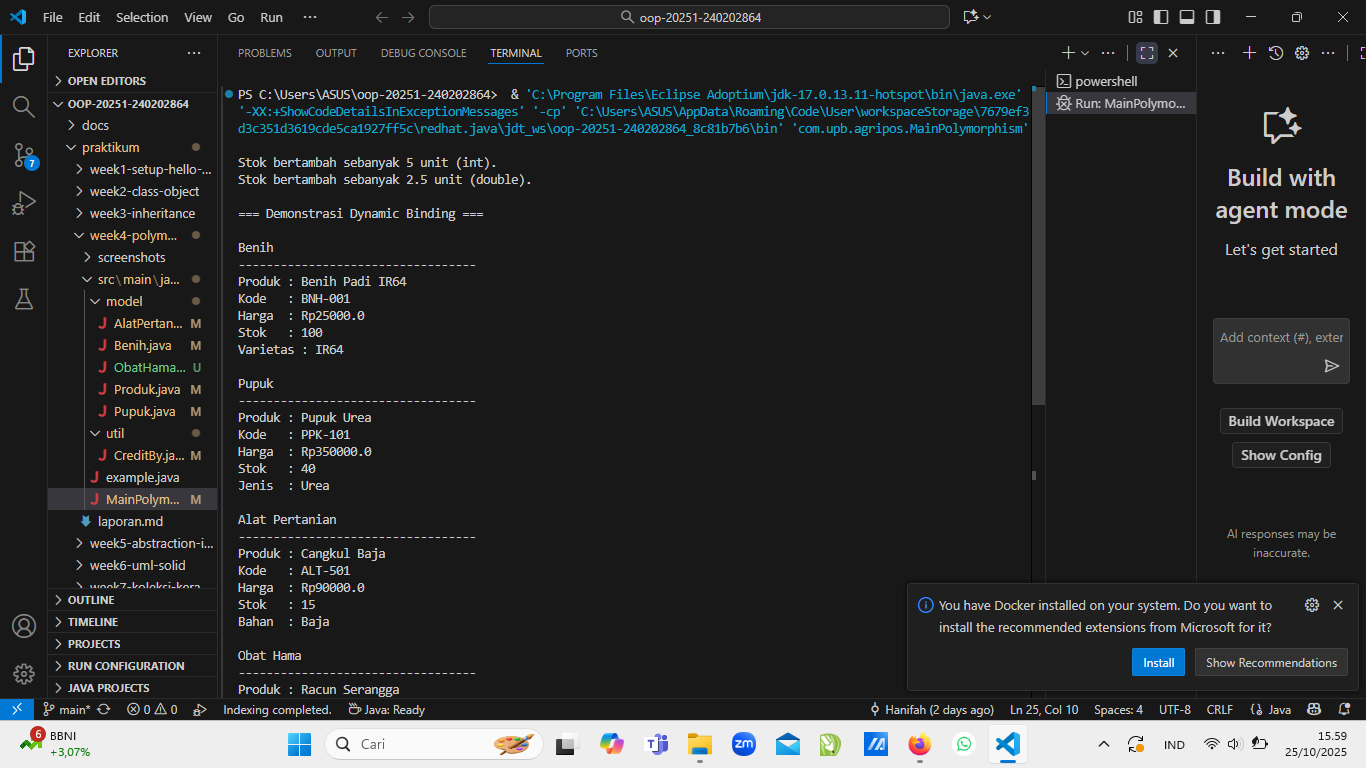 File Edit Selection View Go Run ···
oop-20251-240202864
EXPLORER
OPEN EDITORS
OOP-20251-240202864
docs
praktikum
week1-setup-hello-...
week2-class-object
week3-inheritance
week4-polym...
screenshots
src\main\ja...
model
AlatPertan... M
Benih.java M
ObatHama... U
Produk.java M
Pupuk.java M
util
CreditBy.ja... M
example.java
MainPolym... M
laporan.md
week5-abstraction-i...
week6-uml-solid
week7-koleksi-kera
OUTLINE
TIMELINE
PROJECTS
RUN CONFIGURATION
JAVA PROJECTS
7
PROBLEMS OUTPUT DEBUG CONSOLE TERMINAL PORTS
PS C:\Users\ASUS\oop-20251-240202864> & 'C:\Program Files\Eclipse Adoptium\jdk-17.0.13.11-hotspot\bin\java.exe'
'-XX:+ShowCodeDetailsInExceptionMessages' '-cp' 'C:\Users\ASUS\AppData\Roaming\Code\User\workspaceStorage\7679ef3
d3c351d3619cde5ca1927ff5c\redhat.java\jdt_ws\oop-20251-240202864_8c81b7b6\bin' 'com.upb.agripos.MainPolymorphism'
Stok bertambah sebanyak 5 unit (int).
Stok bertambah sebanyak 2.5 unit (double).
=== Demonstrasi Dynamic Binding ===
Benih
----------------------------------
Produk : Benih Padi IR64
Kode : BNH-001
Harga : Rp25000.0
Stok : 100
Varietas : IR64
Pupuk
----------------------------------
Produk : Pupuk Urea
Kode : PPK-101
Harga : Rp350000.0
Stok : 40
Jenis : Urea
Alat Pertanian
----------------------------------
Produk : Cangkul Baja
Kode : ALT-501
Harga : Rp90000.0
Stok : 15
Bahan : Baja
Obat Hama
----------------------------------
Produk : Racun Serangga
powershell
Run: MainPolymo...
Build with
agent mode
Let's get started
Add context (#), exter
Build Workspace
Show Config
AI responses may be
inaccurate.
You have Docker installed on your system. Do you want to
install the recommended extensions from Microsoft for it?
Install Show Recommendations
main* 0 0 Indexing completed. Java: Ready Hanifah (2 days ago) Ln 25, Col 10 Spaces: 4 UTF-8 CRLF {} Java
6
BBNI
+3,07%
Cari
zm
IND
15.59
25/10/2025